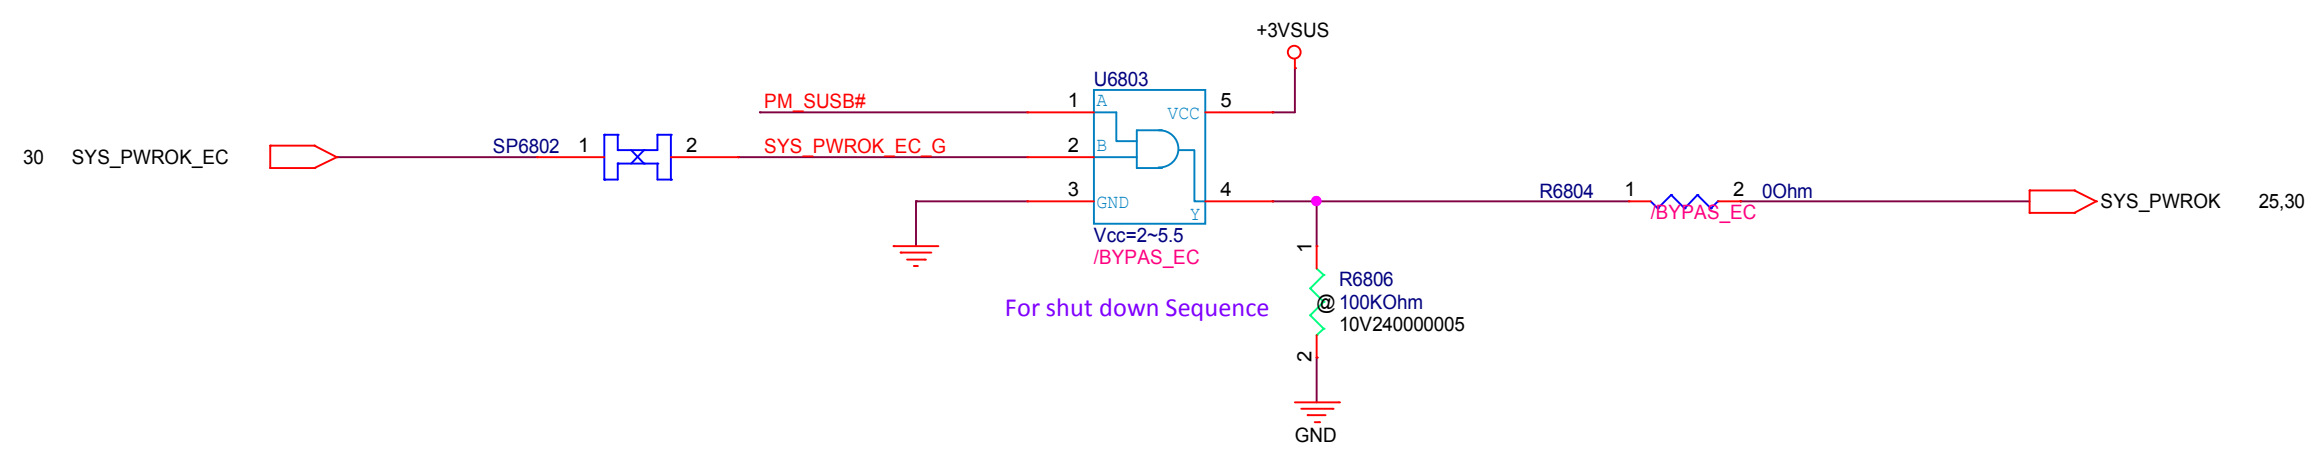 +3VSUS
U6803
PM_SUSB#
1
A
VCC
5
30
SYS_PWROK_EC
SP6802
1
2
SYS_PWROK_EC_G
2
B
3
GND
4
Y
R6804
1
2
0Ohm
/BYPAS_EC
SYS_PWROK
25,30
Vcc=2~5.5
/BYPAS_EC
1
R6806
For shut down Sequence
@
100KOhm
10V240000005
2
GND